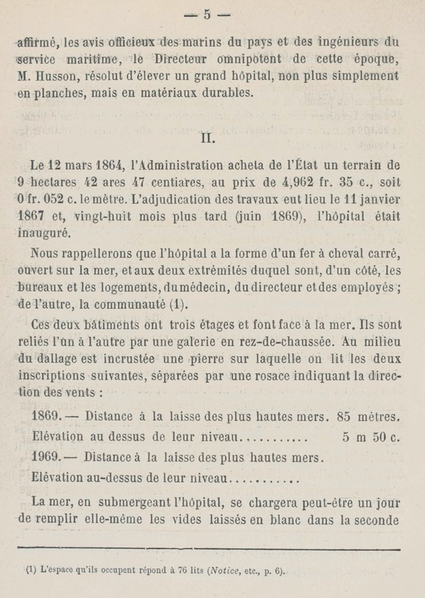 — 5 —
affirmé, les avis officieux des marins du pays et des ingénieurs du
service maritime, le Directeur omnipotent de cette époque,
M. Husson, résolut d'élever un grand hôpital, non plus simplement
en planches, mais en matériaux durables.
II.
Le 12 mars 1864, l'Administration acheta de l'État un terrain de
9 hectares 42 ares 47 centiares, au prix de 4,962 fr. 35 c., soit
0 fr. 052 c. le mètre. L'adjudication des travaux eut lieu le 11 janvier
1867 et, vingt-huit mois plus tard (juin 1869), l'hôpital était
inauguré.
Nous rappellerons que l'hôpital a la forme d'un fer à cheval carré,
ouvert sur la mer, et aux deux extrémités duquel sont, d'un côté, les
bureaux et les logements, du médecin, du directeur et des employés ;
de l'autre, la communauté (1).
Ces deux bâtiments ont trois étages et font face à la mer. Ils sont
reliés l'un à l'autre par une galerie en rez-de-chaussée. Au milieu
du dallage est incrustée une pierre sur laquelle on lit les deux
inscriptions suivantes, séparées par une rosace indiquant la direc-
tion des vents :
1869. — Distance à la laisse des plus hautes mers. 85 mètres.
Elévation au dessus de leur niveau........... 5 m 50 c.
1969. — Distance à la laisse des plus hautes mers.
Elévation au-dessus de leur niveau...........
La mer, en submergeant l'hôpital, se chargera peut-être un jour
de remplir elle-même les vides laissés en blanc dans la seconde
(1) L'espace qu'ils occupent répond à 76 lits (Notice, etc., p. 6).